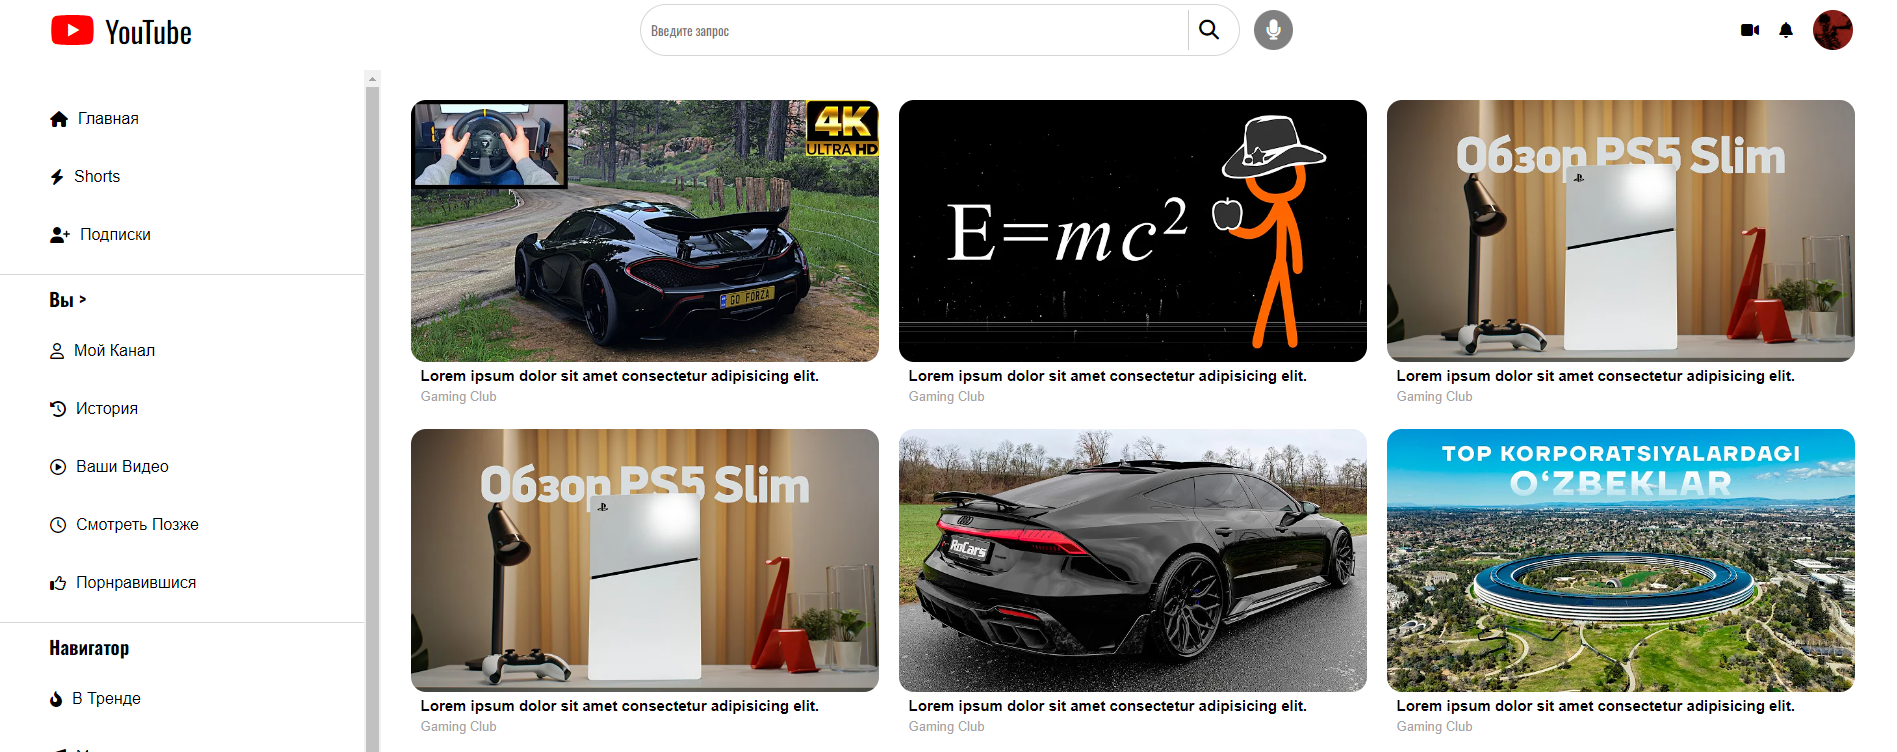 YouTube
Введите запрос
Главная
Shorts
Подписки
Вы >
Мой Канал
История
Ваши Видео
Смотреть Позже
Порнравившися
Навигатор
В Тренде
4K
ULTRA HD
GO FORZA
Lorem ipsum dolor sit amet consectetur adipisicing elit.
Gaming Club
E=mc²
Lorem ipsum dolor sit amet consectetur adipisicing elit.
Gaming Club
Обзор PS5 Slim
Lorem ipsum dolor sit amet consectetur adipisicing elit.
Gaming Club
Обзор PS5 Slim
Lorem ipsum dolor sit amet consectetur adipisicing elit.
Gaming Club
RoCars
Lorem ipsum dolor sit amet consectetur adipisicing elit.
Gaming Club
TOP KORPORATSIYALARDAGI
O‘ZBEKLAR
Lorem ipsum dolor sit amet consectetur adipisicing elit.
Gaming Club